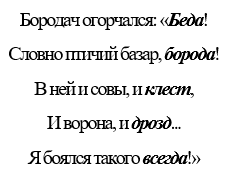 Бородач огорчался: «Беда!
Словно птичий базар, борода!
В ней и совы, и клест,
И ворона, и дрозд...
Я боялся такого всегда!»